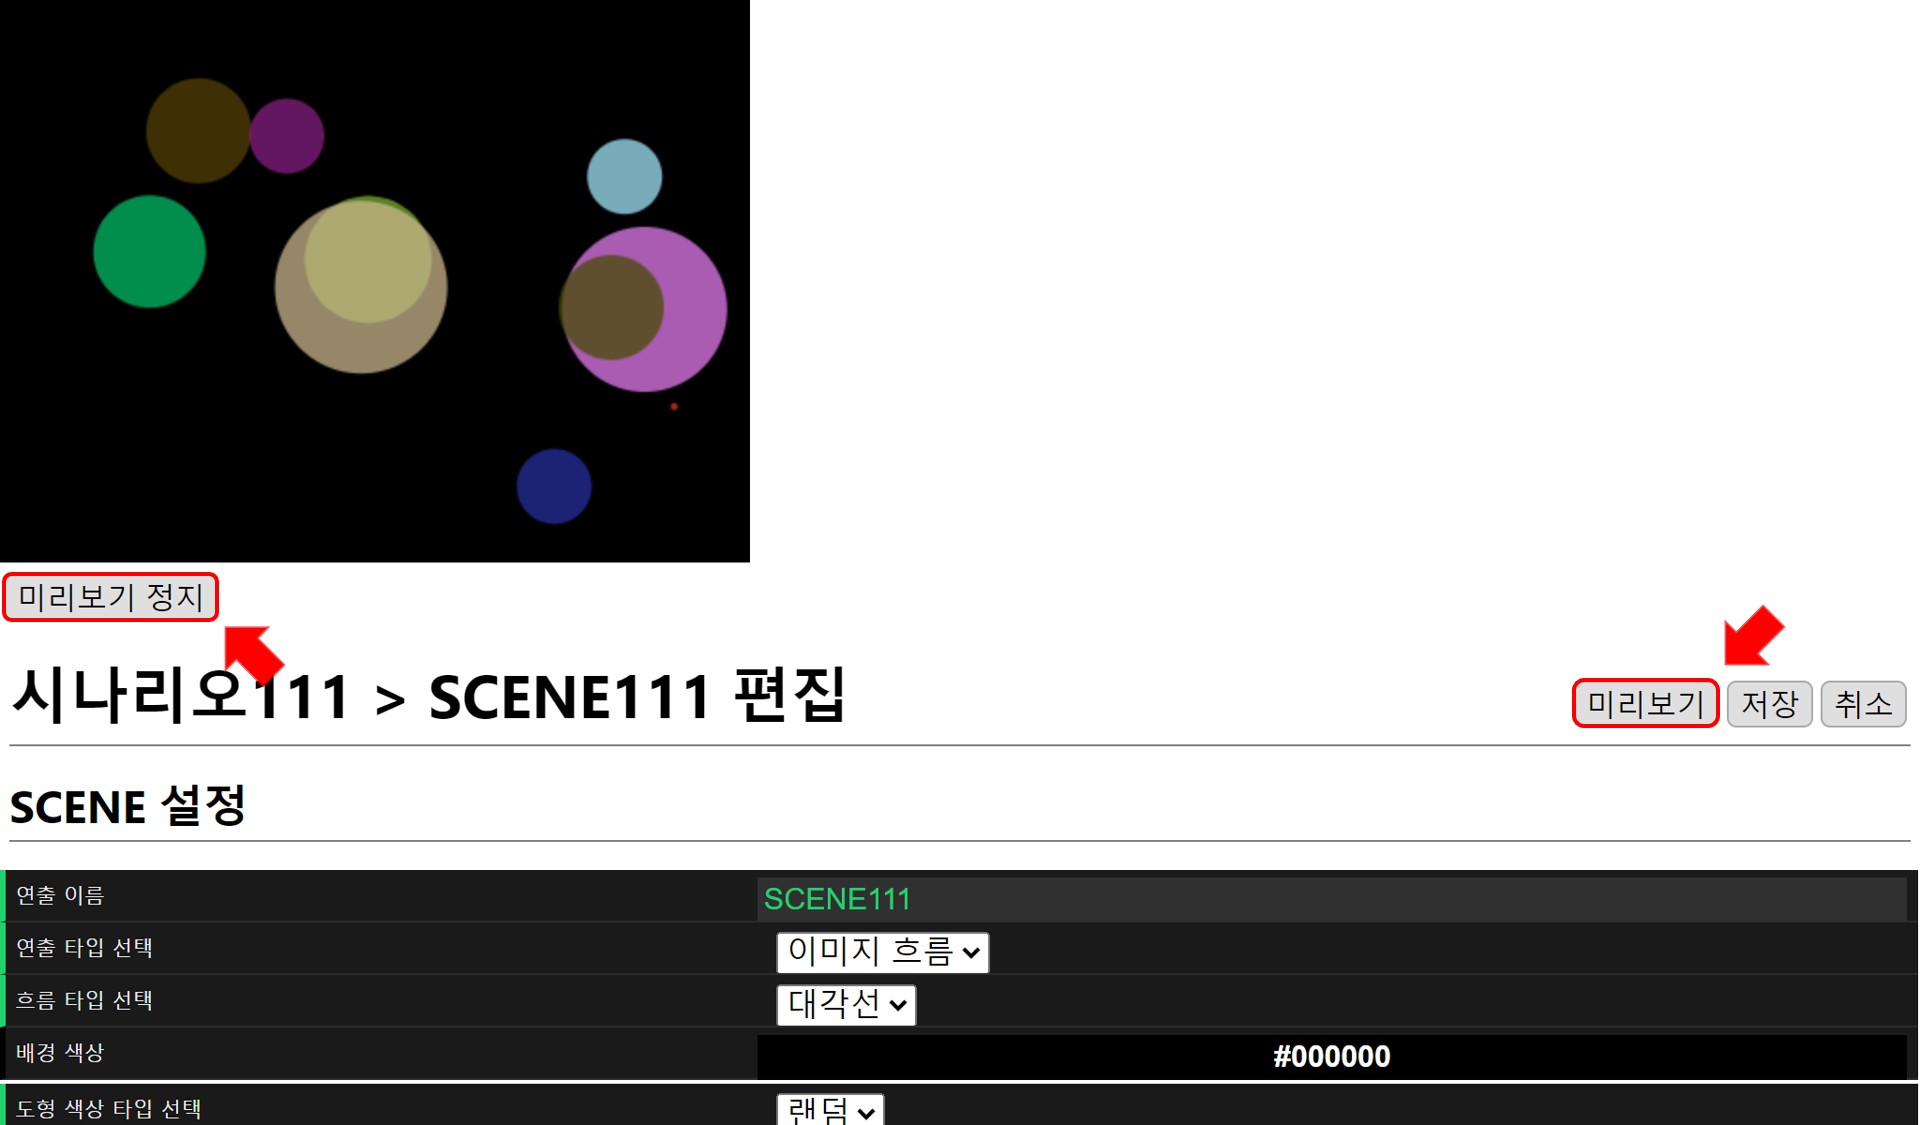 미리보기 정지
시나리오111 > SCENE111 편집
미리보기 저장 취소
SCENE 설정
연출 이름 SCENE111
연출 타입 선택 이미지 흐름
흐름 타입 선택 대각선
배경 색상 #000000
도형 색상 타입 선택 랜덤